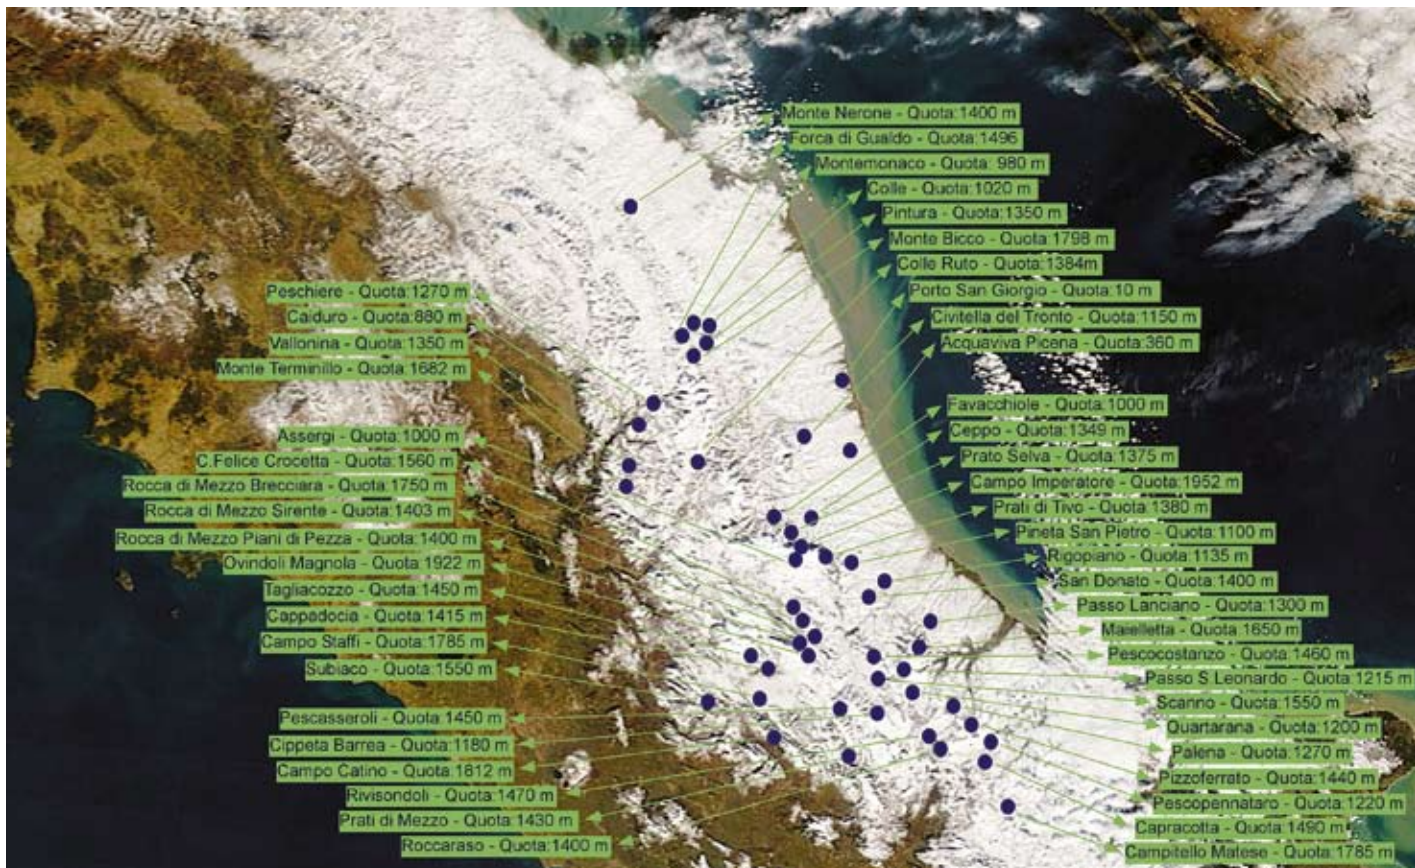 Monte Nerone - Quota:1400 m
Forca di Gualdo - Quota:1496
Montemonaco - Quota: 980 m
Colle - Quota:1020 m
Pintura - Quota:1350 m
Monte Bicco - Quota:1798 m
Colle Ruto - Quota:1384m
Porto San Giorgio - Quota:10 m
Civitella del Tronto - Quota:1150 m
Acquaviva Picena - Quota:360 m
Peschiere - Quota:1270 m
Caiduro - Quota:880 m
Vallonina - Quota:1350 m
Monte Terminillo - Quota:1682 m
Favacchiole - Quota:1000 m
Ceppo - Quota:1349 m
Prato Selva - Quota:1375 m
Campo Imperatore - Quota:1952 m
Prati di Tivo - Quota:1380 m
Pineta San Pietro - Quota:1100 m
Rigopiano - Quota:1135 m
San Donato - Quota:1400 m
Passo Lanciano - Quota:1300 m
Maielletta - Quota:1650 m
Pescocostanzo - Quota:1460 m
Passo S Leonardo - Quota:1215 m
Scanno - Quota:1550 m
Quartarana - Quota:1200 m
Palena - Quota:1270 m
Pizzoferrato - Quota:1440 m
Pescopennataro - Quota:1220 m
Capracotta - Quota:1490 m
Campitello Matese - Quota:1785 m
Assergi - Quota:1000 m
C.Felice Crocetta - Quota:1560 m
Rocca di Mezzo Brecciara - Quota:1750 m
Rocca di Mezzo Sirente - Quota:1403 m
Rocca di Mezzo Piani di Pezza - Quota:1400 m
Ovindoli Magnola - Quota:1922 m
Tagliacozzo - Quota:1450 m
Cappadocia - Quota:1415 m
Campo Staffi - Quota:1785 m
Subiaco - Quota:1550 m
Pescasseroli - Quota:1450 m
Cippeta Barrea - Quota:1180 m
Campo Catino - Quota:1812 m
Rivisondoli - Quota:1470 m
Prati di Mezzo - Quota:1430 m
Roccaraso - Quota:1400 m